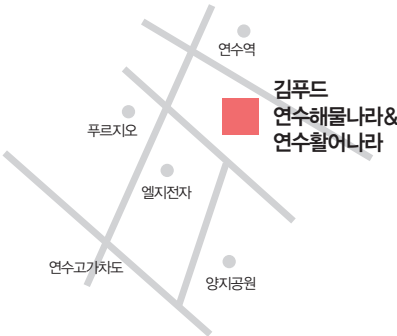 연수역
김푸드
연수해물나라&
연수활어나라
푸르지오
엘지전자
연수고가차도
양지공원